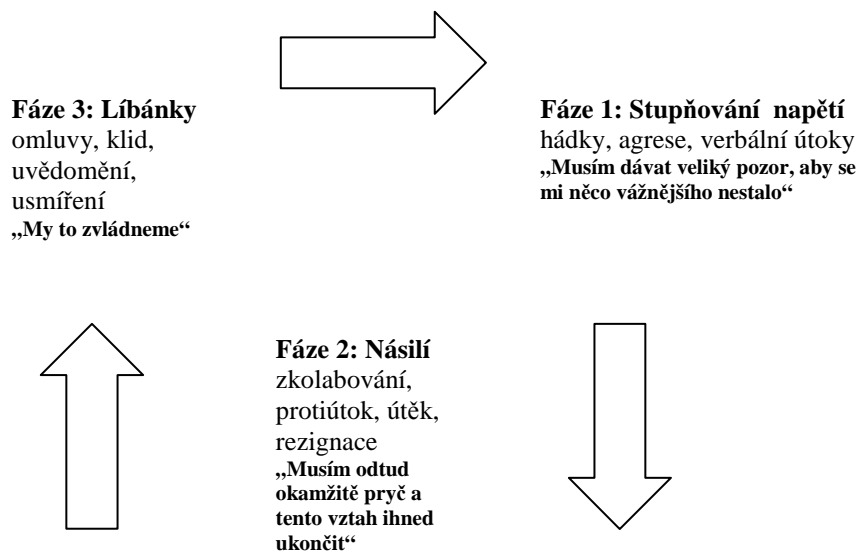 Fáze 3: Líbánky
omluvy, klid,
uvědomění,
usmíření
„My to zvládneme“
Fáze 1: Stupňování napětí
hádky, agrese, verbální útoky
„Musím dávat veliký pozor, aby se
mi něco vážnějšího nestalo“
Fáze 2: Násilí
zkolabování,
protiútok, útěk,
rezignace
„Musím odtud
okamžitě pryč a
tento vztah ihned
ukončit“